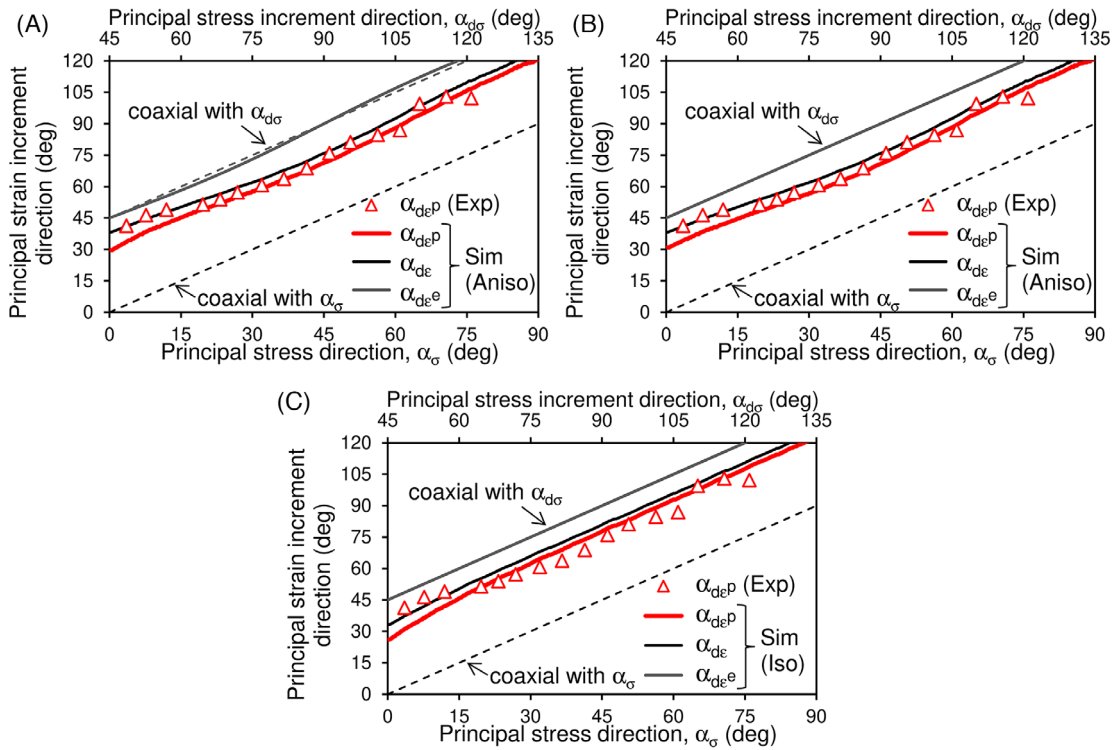 (A)
Principal stress increment direction, αdσ (deg)
45 60 75 90 105 120 135
Principal strain increment
direction (deg)
120
105
90
75
60
45
30
15
0
coaxial with αdσ
αdεp (Exp)
αdεp
αdε
αdεe
Sim
(Aniso)
coaxial with ασ
0 15 30 45 60 75 90
Principal stress direction, ασ (deg)
(B)
Principal stress increment direction, αdσ (deg)
45 60 75 90 105 120 135
Principal strain increment
direction (deg)
120
105
90
75
60
45
30
15
0
coaxial with αdσ
αdεp (Exp)
αdεp
αdε
αdεe
Sim
(Aniso)
coaxial with ασ
0 15 30 45 60 75 90
Principal stress direction, ασ (deg)
(C)
Principal stress increment direction, αdσ (deg)
45 60 75 90 105 120 135
Principal strain increment
direction (deg)
120
105
90
75
60
45
30
15
0
coaxial with αdσ
αdεp (Exp)
αdεp
αdε
αdεe
Sim
(Iso)
coaxial with ασ
0 15 30 45 60 75 90
Principal stress direction, ασ (deg)